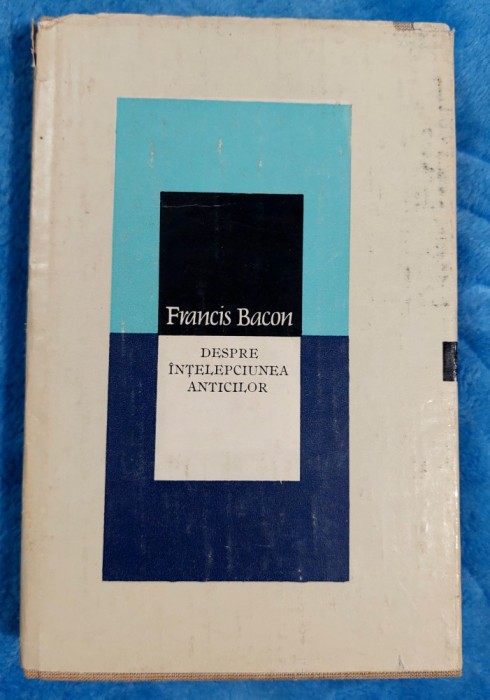 Francis Bacon
DESPRE
ÎNȚELEPCIUNEA
ANTICILOR